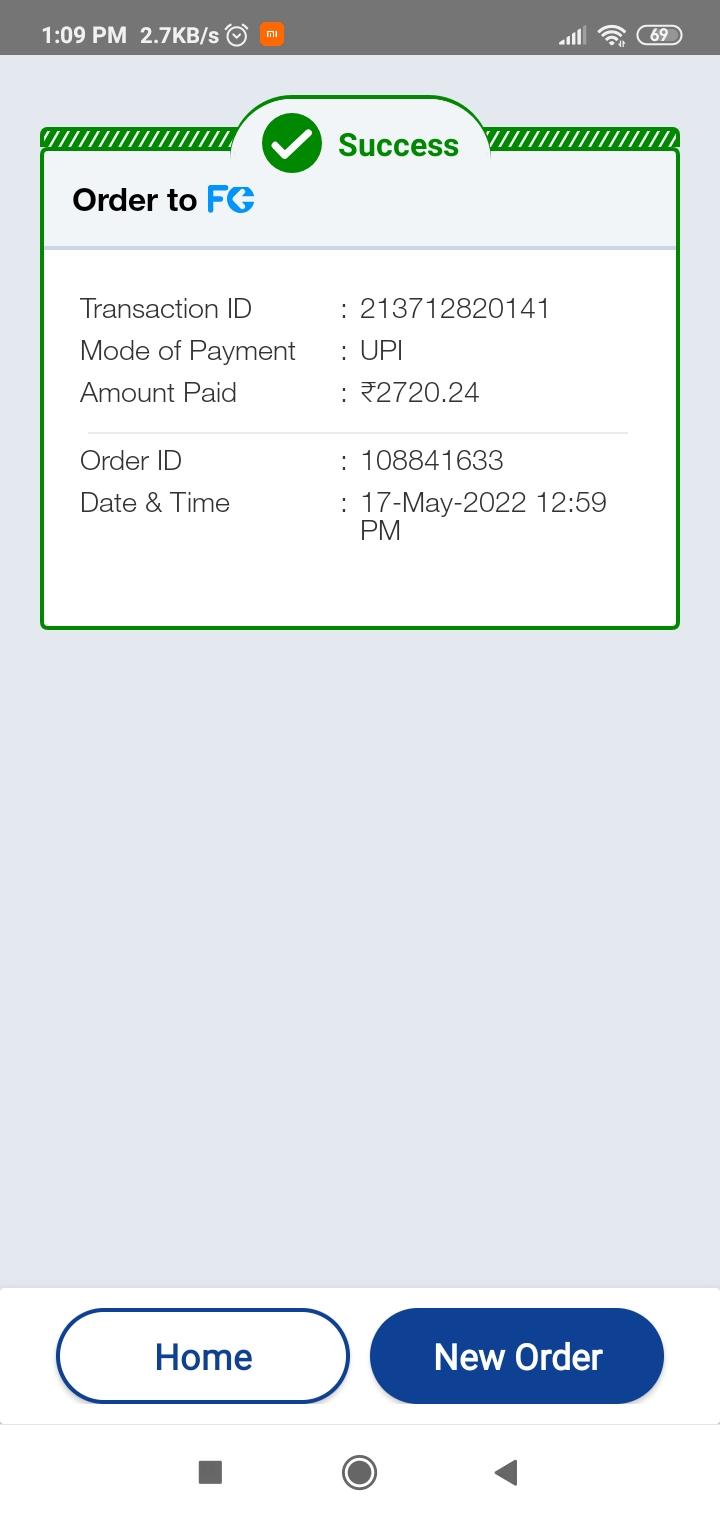 1:09 PM 2.7KB/s 69
Success
Order to FG
Transaction ID : 213712820141
Mode of Payment : UPI
Amount Paid : ₹2720.24
Order ID : 108841633
Date & Time : 17-May-2022 12:59
PM
Home New Order